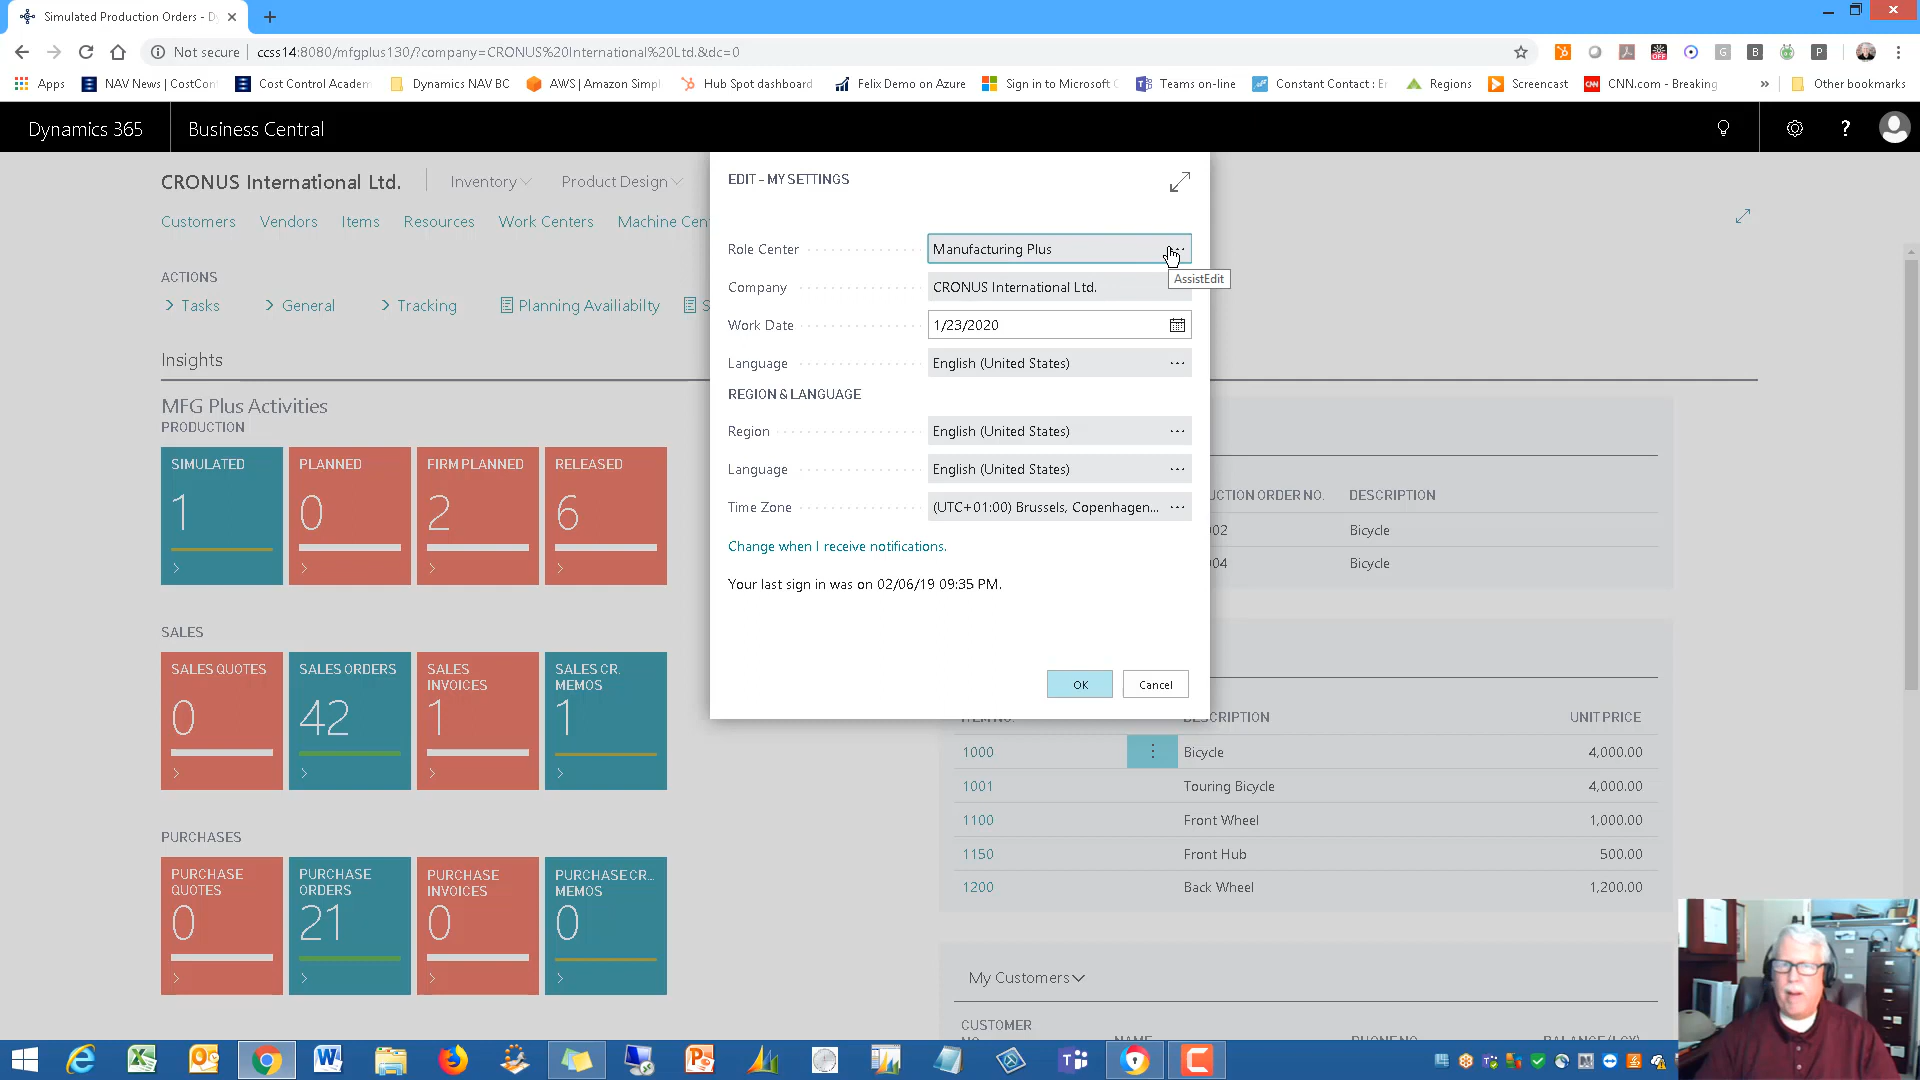 Simulated Production Orders - D
Not secure
ccss14:8080/mfgplus130/?company=CRONUS%20International%20Ltd.&dc=0
Apps
NAV News | CostCon
Cost Control Academ
Dynamics NAV BC
AWS | Amazon Simpl
Hub Spot dashboard
Felix Demo on Azure
Sign in to Microsoft
Teams on-line
Constant Contact : E
Regions
Screencast
CNN.com - Breaking
»
Other bookmarks
Dynamics 365
Business Central
?
CRONUS International Ltd.
Inventory
Product Design
Customers
Vendors
Items
Resources
Work Centers
Machine Cen
ACTIONS
Tasks
General
Tracking
Planning Availiabilty
S
Insights
MFG Plus Activities
PRODUCTION
SIMULATED
1
PLANNED
0
FIRM PLANNED
2
RELEASED
6
SALES
SALES QUOTES
0
SALES ORDERS
42
SALES
INVOICES
1
SALES CR.
MEMOS
1
PURCHASES
PURCHASE
QUOTES
0
PURCHASE
ORDERS
21
PURCHASE
INVOICES
0
PURCHASE CR...
MEMOS
0
EDIT - MY SETTINGS
Role Center
Manufacturing Plus
AssistEdit
Company
CRONUS International Ltd.
Work Date
1/23/2020
Language
English (United States)
REGION & LANGUAGE
Region
English (United States)
Language
English (United States)
Time Zone
(UTC+01:00) Brussels, Copenhagen...
Change when I receive notifications.
Your last sign in was on 02/06/19 09:35 PM.
OK
Cancel
UCTION ORDER NO.
DESCRIPTION
02
Bicycle
04
Bicycle
ITEM NO.
DESCRIPTION
UNIT PRICE
1000
Bicycle
4,000.00
1001
Touring Bicycle
4,000.00
1100
Front Wheel
1,000.00
1150
Front Hub
500.00
1200
Back Wheel
1,200.00
My Customers
CUSTOMER
NAME
PHONE NO.
BALANCE (LCY)